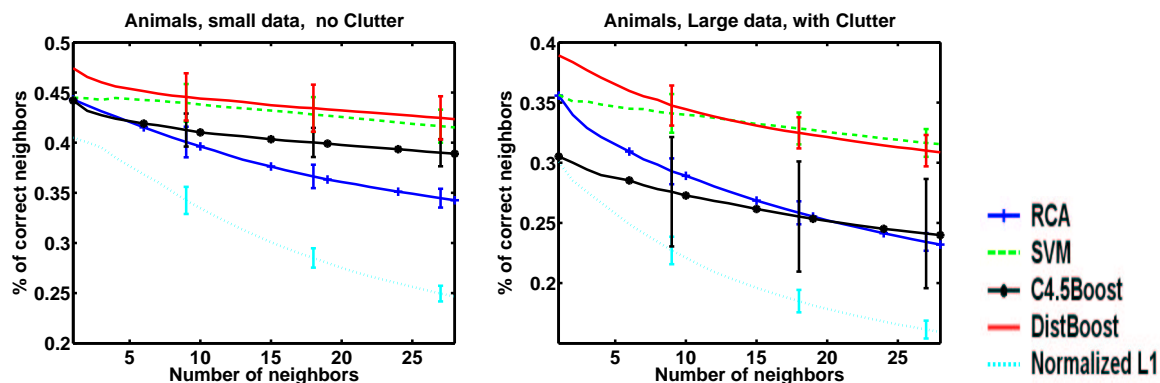 Animals, small data, no Clutter
% of correct neighbors
0.5
0.45
0.4
0.35
0.3
0.25
0.2
5
10
15
20
25
Number of neighbors
Animals, Large data, with Clutter
% of correct neighbors
0.4
0.35
0.3
0.25
0.2
5
10
15
20
25
Number of neighbors
RCA
SVM
C4.5Boost
DistBoost
Normalized L1